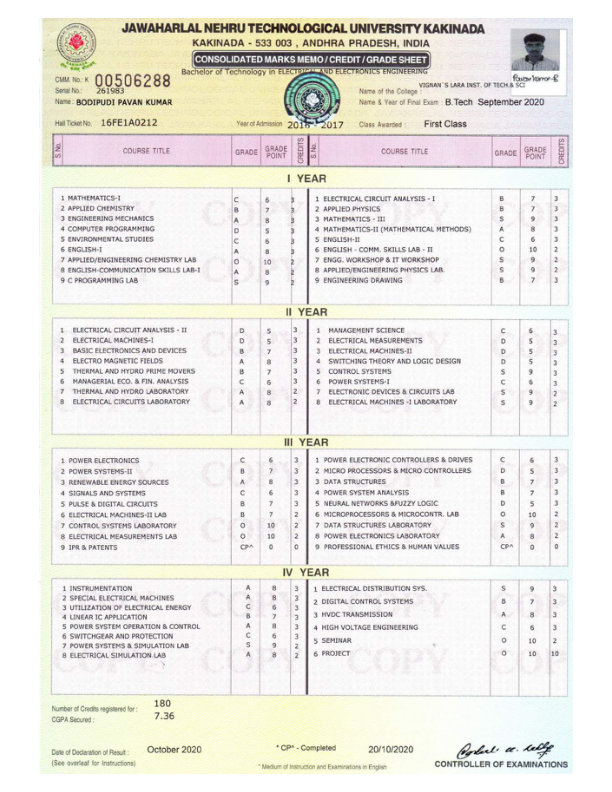 JAWAHARLAL NEHRU TECHNOLOGICAL UNIVERSITY KAKINADA
KAKINADA - 533 003 , ANDHRA PRADESH, INDIA
CONSOLIDATED MARKS MEMO / CREDIT / GRADE SHEET
Bachelor of Technology in ELECTRICAL AND ELECTRONICS ENGINEERING
CMM. No.: K 00506288
Serial No.: 261983
Name of the College : VIGNAN`S LARA INST. OF TECH.& SCI
Name : BODIPUDI PAVAN KUMAR
Name & Year of Final Exam : B.Tech September 2020
Hall Ticket No. 16FE1A0212
Year of Admission 2016 - 2017
Class Awarded : First Class
S.No. COURSE TITLE GRADE GRADE POINT CREDITS S.No. COURSE TITLE GRADE GRADE POINT CREDITS
I YEAR
1 MATHEMATICS-I C 6 3
2 APPLIED CHEMISTRY B 7 3
3 ENGINEERING MECHANICS A 8 3
4 COMPUTER PROGRAMMING D 5 3
5 ENVIRONMENTAL STUDIES C 6 3
6 ENGLISH-I A 8 3
7 APPLIED/ENGINEERING CHEMISTRY LAB O 10 2
8 ENGLISH-COMMUNICATION SKILLS LAB-I A 8 2
9 C PROGRAMMING LAB S 9 2
1 ELECTRICAL CIRCUIT ANALYSIS - I B 7 3
2 APPLIED PHYSICS B 7 3
3 MATHEMATICS - III S 9 3
4 MATHEMATICS-II (MATHEMATICAL METHODS) A 8 3
5 ENGLISH-II C 6 3
6 ENGLISH - COMM. SKILLS LAB - II O 10 2
7 ENGG. WORKSHOP & IT WORKSHOP S 9 2
8 APPLIED/ENGINEERING PHYSICS LAB. S 9 2
9 ENGINEERING DRAWING B 7 3
II YEAR
1 ELECTRICAL CIRCUIT ANALYSIS - II D 5 3
2 ELECTRICAL MACHINES-I D 5 3
3 BASIC ELECTRONICS AND DEVICES B 7 3
4 ELECTRO MAGNETIC FIELDS A 8 3
5 THERMAL AND HYDRO PRIME MOVERS B 7 3
6 MANAGERIAL ECO. & FIN. ANALYSIS C 6 3
7 THERMAL AND HYDRO LABORATORY A 8 2
8 ELECTRICAL CIRCUITS LABORATORY A 8 2
1 MANAGEMENT SCIENCE C 6 3
2 ELECTRICAL MEASUREMENTS D 5 3
3 ELECTRICAL MACHINES-II D 5 3
4 SWITCHING THEORY AND LOGIC DESIGN D 5 3
5 CONTROL SYSTEMS S 9 3
6 POWER SYSTEMS-I C 6 3
7 ELECTRONIC DEVICES & CIRCUITS LAB S 9 2
8 ELECTRICAL MACHINES -I LABORATORY S 9 2
III YEAR
1 POWER ELECTRONICS C 6 3
2 POWER SYSTEMS-II B 7 3
3 RENEWABLE ENERGY SOURCES A 8 3
4 SIGNALS AND SYSTEMS C 6 3
5 PULSE & DIGITAL CIRCUITS B 7 3
6 ELECTRICAL MACHINES-II LAB B 7 2
7 CONTROL SYSTEMS LABORATORY O 10 2
8 ELECTRICAL MEASUREMENTS LAB O 10 2
9 IPR & PATENTS CP^ 0 0
1 POWER ELECTRONIC CONTROLLERS & DRIVES C 6 3
2 MICRO PROCESSORS & MICRO CONTROLLERS D 5 3
3 DATA STRUCTURES B 7 3
4 POWER SYSTEM ANALYSIS B 7 3
5 NEURAL NETWORKS &FUZZY LOGIC D 5 3
6 MICROPROCESSORS & MICROCONTR. LAB O 10 2
7 DATA STRUCTURES LABORATORY S 9 2
8 POWER ELECTRONICS LABORATORY A 8 2
9 PROFESSIONAL ETHICS & HUMAN VALUES CP^ 0 0
IV YEAR
1 INSTRUMENTATION A 8 3
2 SPECIAL ELECTRICAL MACHINES A 8 3
3 UTILIZATION OF ELECTRICAL ENERGY C 6 3
4 LINEAR IC APPLICATION B 7 3
5 POWER SYSTEM OPERATION & CONTROL A 8 3
6 SWITCHGEAR AND PROTECTION C 6 3
7 POWER SYSTEMS & SIMULATION LAB S 9 2
8 ELECTRICAL SIMULATION LAB A 8 2
1 ELECTRICAL DISTRIBUTION SYS. S 9 3
2 DIGITAL CONTROL SYSTEMS B 7 3
3 HVDC TRANSMISSION A 8 3
4 HIGH VOLTAGE ENGINEERING C 6 3
5 SEMINAR O 10 2
6 PROJECT O 10 10
COPY
Number of Credits registered for : 180
CGPA Secured : 7.36
Date of Declaration of Result : October 2020
* CP^ - Completed 20/10/2020
(See overleaf for Instructions)
* Medium of Instruction and Examinations in English
CONTROLLER OF EXAMINATIONS